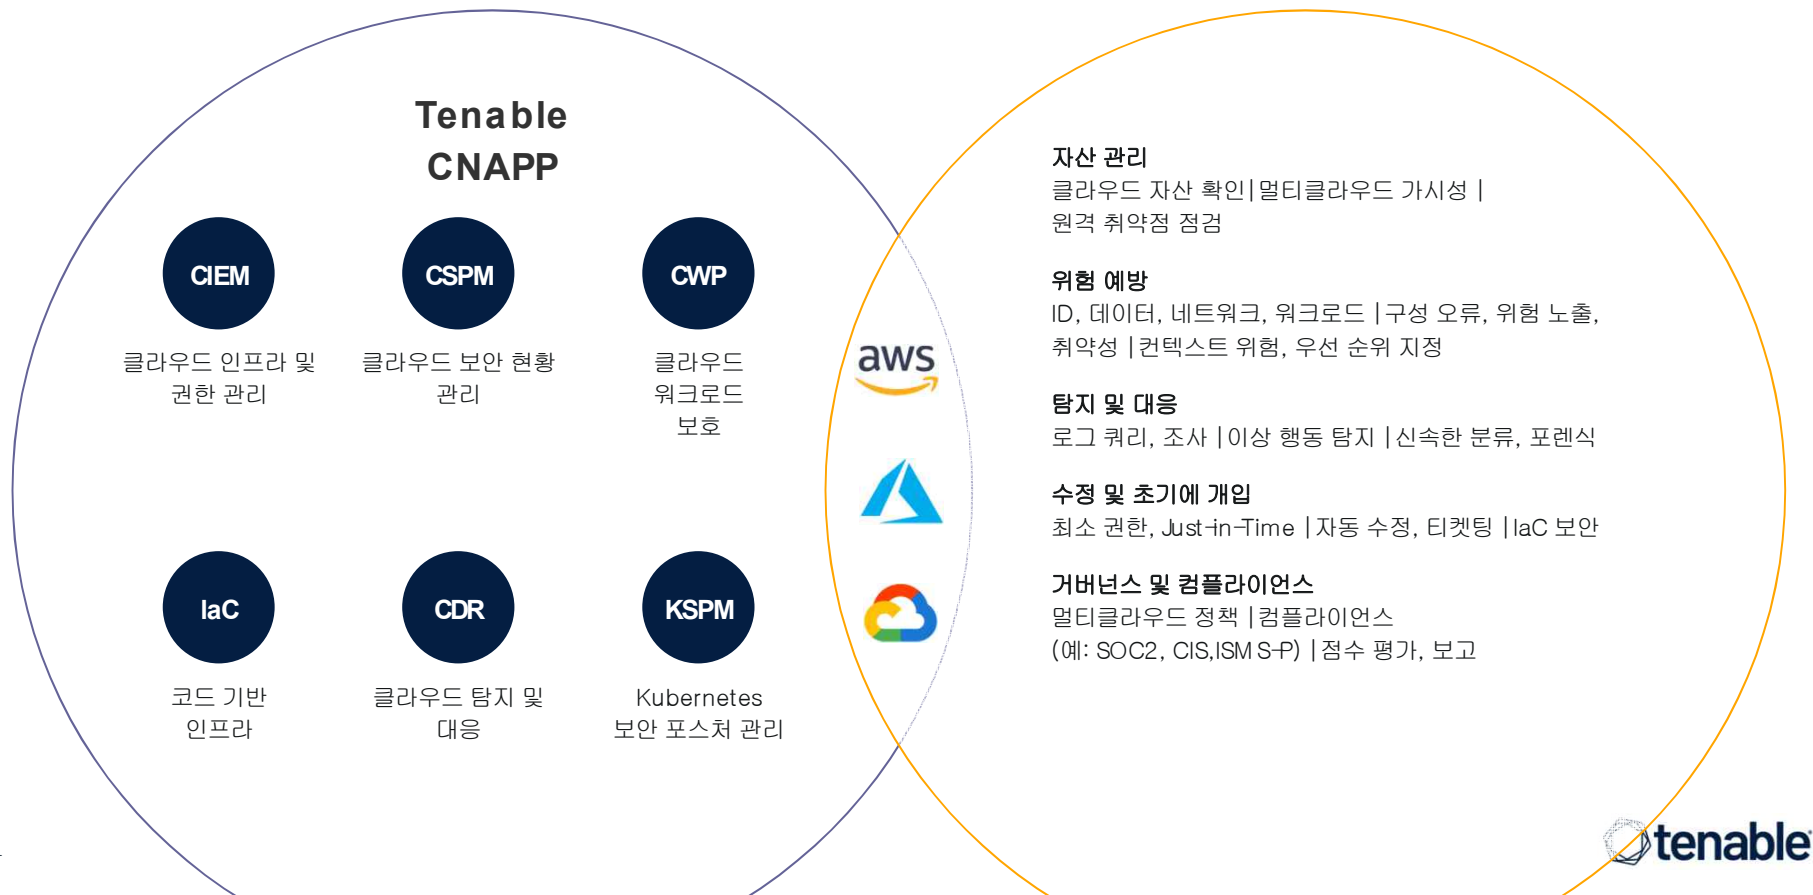 Tenable
CNAPP
CIEM
클라우드 인프라 및
권한 관리
CSPM
클라우드 보안 현황
관리
CWP
클라우드
워크로드
보호
IaC
코드 기반
인프라
CDR
클라우드 탐지 및
대응
KSPM
Kubernetes
보안 포스처 관리
aws
자산 관리
클라우드 자산 확인|멀티클라우드 가시성 |
원격 취약점 점검
위험 예방
ID, 데이터, 네트워크, 워크로드 |구성 오류, 위험 노출,
취약성 |컨텍스트 위험, 우선 순위 지정
탐지 및 대응
로그 쿼리, 조사 |이상 행동 탐지 |신속한 분류, 포렌식
수정 및 초기에 개입
최소 권한, Just-in-Time |자동 수정, 티켓팅 |IaC 보안
거버넌스 및 컴플라이언스
멀티클라우드 정책 |컴플라이언스
(예: SOC2, CIS,ISMS-P) |점수 평가, 보고
tenable